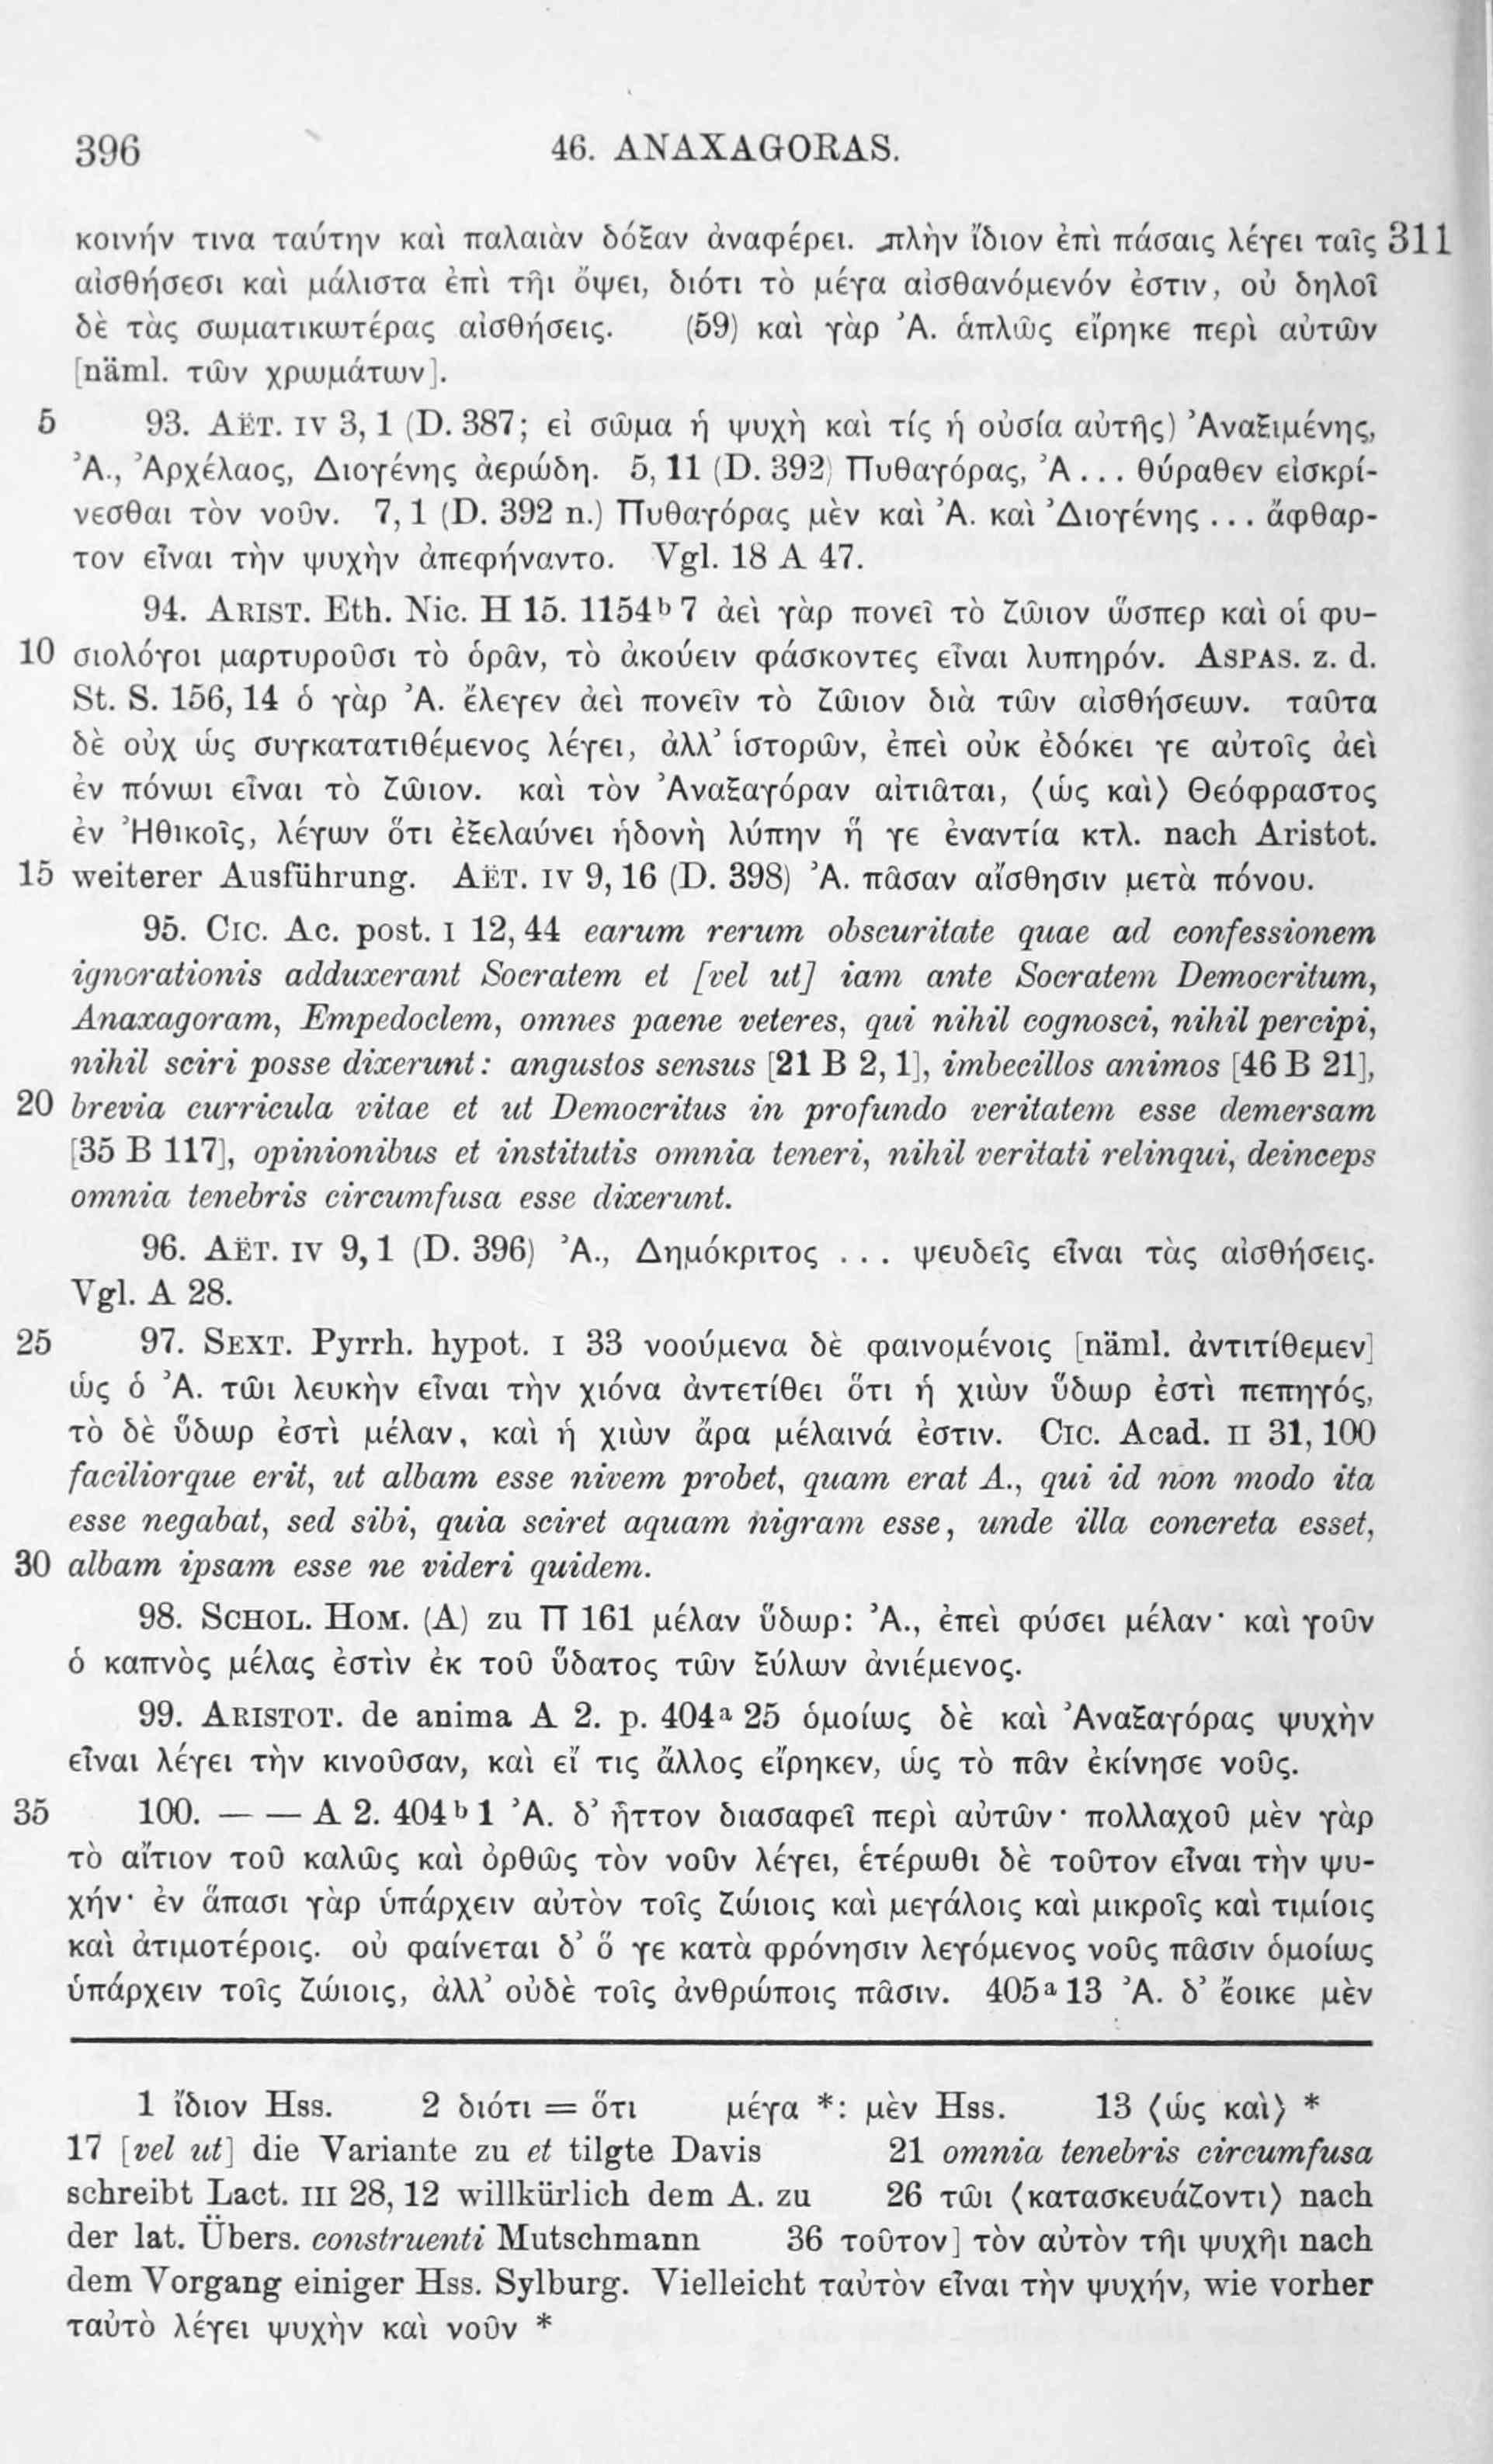 396 46. ANAXAGORAS.
κοινήν τινα ταύτην καὶ παλαιὰν δόξαν ἀναφέρει. πλὴν ἴδιον ἐπὶ πάσαις λέγει ταῖς 311
αἰσθήσεσι καὶ μάλιστα ἐπὶ τῆι ὄψει, διότι τὸ μέγα αἰσθανόμενόν ἐστιν, οὐ δηλοῖ
δὲ τὰς σωματικωτέρας αἰσθήσεις. (59) καὶ γὰρ Ἀ. ἁπλῶς εἴρηκε περὶ αὐτῶν
[näml. τῶν χρωμάτων].
5 93. AËT. IV 3, 1 (D. 387; εἰ σῶμα ἡ ψυχὴ καὶ τίς ἡ οὐσία αὐτῆς) Ἀναξιμένης,
Ἀ., Ἀρχέλαος, Διογένης ἀερώδη. 5, 11 (D. 392) Πυθαγόρας, Ἀ... θύραθεν εἰσκρί-
νεσθαι τὸν νοῦν. 7, 1 (D. 392 n.) Πυθαγόρας μὲν καὶ Ἀ. καὶ ᾿Διογένης ... ἄφθαρ-
τον εἶναι τὴν ψυχὴν ἀπεφήναντο. Vgl. 18 A 47.
94. ARIST. Eth. Nic. H 15. 1154ᵇ 7 ἀεὶ γὰρ πονεῖ τὸ ζῶιον ὥσπερ καὶ οἱ φυ-
10 σιολόγοι μαρτυροῦσι τὸ ὁρᾶν, τὸ ἀκούειν φάσκοντες εἶναι λυπηρόν. ASPAS. z. d.
St. S. 156, 14 ὁ γὰρ Ἀ. ἔλεγεν ἀεὶ πονεῖν τὸ ζῶιον διὰ τῶν αἰσθήσεων. ταῦτα
δὲ οὐχ ὡς συγκατατιθέμενος λέγει, ἀλλ᾿ ἱστορῶν, ἐπεὶ οὐκ ἐδόκει γε αὐτοῖς ἀεὶ
ἐν πόνωι εἶναι τὸ ζῶιον. καὶ τὸν Ἀναξαγόραν αἰτιᾶται, ⟨ὡς καὶ⟩ Θεόφραστος
ἐν Ἠθικοῖς, λέγων ὅτι ἐξελαύνει ἡδονὴ λύπην ἥ γε ἐναντία κτλ. nach Aristot.
15 weiterer Ausführung. AËT. IV 9, 16 (D. 398) Ἀ. πᾶσαν αἴσθησιν μετὰ πόνου.
95. CIC. Ac. post. I 12, 44 earum rerum obscuritate quae ad confessionem
ignorationis adduxerant Socratem et [vel ut] iam ante Socratem Democritum,
Anaxagoram, Empedoclem, omnes paene veteres, qui nihil cognosci, nihil percipi,
nihil sciri posse dixerunt: angustos sensus [21 B 2, 1], imbecillos animos [46 B 21],
20 brevia curricula vitae et ut Democritus in profundo veritatem esse demersam
[35 B 117], opinionibus et institutis omnia teneri, nihil veritati relinqui, deinceps
omnia tenebris circumfusa esse dixerunt.
96. AËT. IV 9, 1 (D. 396) Ἀ., Δημόκριτος ... ψευδεῖς εἶναι τὰς αἰσθήσεις.
Vgl. A 28.
25 97. SEXT. Pyrrh. hypot. I 33 νοούμενα δὲ φαινομένοις [näml. ἀντιτίθεμεν]
ὡς ὁ Ἀ. τῶι λευκὴν εἶναι τὴν χιόνα ἀντετίθει ὅτι ἡ χιὼν ὕδωρ ἐστὶ πεπηγός,
τὸ δὲ ὕδωρ ἐστὶ μέλαν, καὶ ἡ χιὼν ἄρα μέλαινά ἐστιν. CIC. Acad. II 31, 100
faciliorque erit, ut albam esse nivem probet, quam erat A., qui id non modo ita
esse negabat, sed sibi, quia sciret aquam nigram esse, unde illa concreta esset,
30 albam ipsam esse ne videri quidem.
98. SCHOL. HOM. (A) zu Π 161 μέλαν ὕδωρ: Ἀ., ἐπεὶ φύσει μέλαν· καὶ γοῦν
ὁ καπνὸς μέλας ἐστὶν ἐκ τοῦ ὕδατος τῶν ξύλων ἀνιέμενος.
99. ARISTOT. de anima A 2. p. 404ᵃ 25 ὁμοίως δὲ καὶ Ἀναξαγόρας ψυχὴν
εἶναι λέγει τὴν κινοῦσαν, καὶ εἴ τις ἄλλος εἴρηκεν, ὡς τὸ πᾶν ἐκίνησε νοῦς.
35 100. — — A 2. 404ᵇ 1 Ἀ. δ᾿ ἧττον διασαφεῖ περὶ αὐτῶν· πολλαχοῦ μὲν γὰρ
τὸ αἴτιον τοῦ καλῶς καὶ ὀρθῶς τὸν νοῦν λέγει, ἑτέρωθι δὲ τοῦτον εἶναι τὴν ψυ-
χήν· ἐν ἅπασι γὰρ ὑπάρχειν αὐτὸν τοῖς ζώιοις καὶ μεγάλοις καὶ μικροῖς καὶ τιμίοις
καὶ ἀτιμοτέροις. οὐ φαίνεται δ᾿ ὅ γε κατὰ φρόνησιν λεγόμενος νοῦς πᾶσιν ὁμοίως
ὑπάρχειν τοῖς ζώιοις, ἀλλ᾿ οὐδὲ τοῖς ἀνθρώποις πᾶσιν. 405ᵃ 13 Ἀ. δ᾿ ἔοικε μὲν
1 ἴδιον Hss. 2 διότι = ὅτι μέγα *: μὲν Hss. 13 ⟨ὡς καὶ⟩ *
17 [vel ut] die Variante zu et tilgte Davis 21 omnia tenebris circumfusa
schreibt Lact. III 28, 12 willkürlich dem A. zu 26 τῶι ⟨κατασκευάζοντι⟩ nach
der lat. Übers. construenti Mutschmann 36 τοῦτον] τὸν αὐτὸν τῆι ψυχῆι nach
dem Vorgang einiger Hss. Sylburg. Vielleicht ταὐτὸν εἶναι τὴν ψυχήν, wie vorher
ταὐτὸ λέγει ψυχὴν καὶ νοῦν *